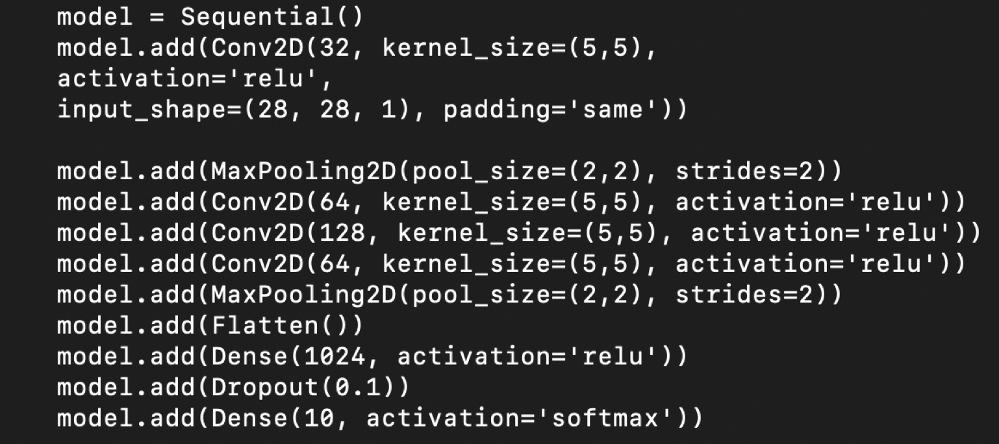 model = Sequential()
model.add(Conv2D(32, kernel_size=(5,5),
activation='relu',
input_shape=(28, 28, 1), padding='same'))
model.add(MaxPooling2D(pool_size=(2,2), strides=2))
model.add(Conv2D(64, kernel_size=(5,5), activation='relu'))
model.add(Conv2D(128, kernel_size=(5,5), activation='relu'))
model.add(Conv2D(64, kernel_size=(5,5), activation='relu'))
model.add(MaxPooling2D(pool_size=(2,2), strides=2))
model.add(Flatten())
model.add(Dense(1024, activation='relu'))
model.add(Dropout(0.1))
model.add(Dense(10, activation='softmax'))